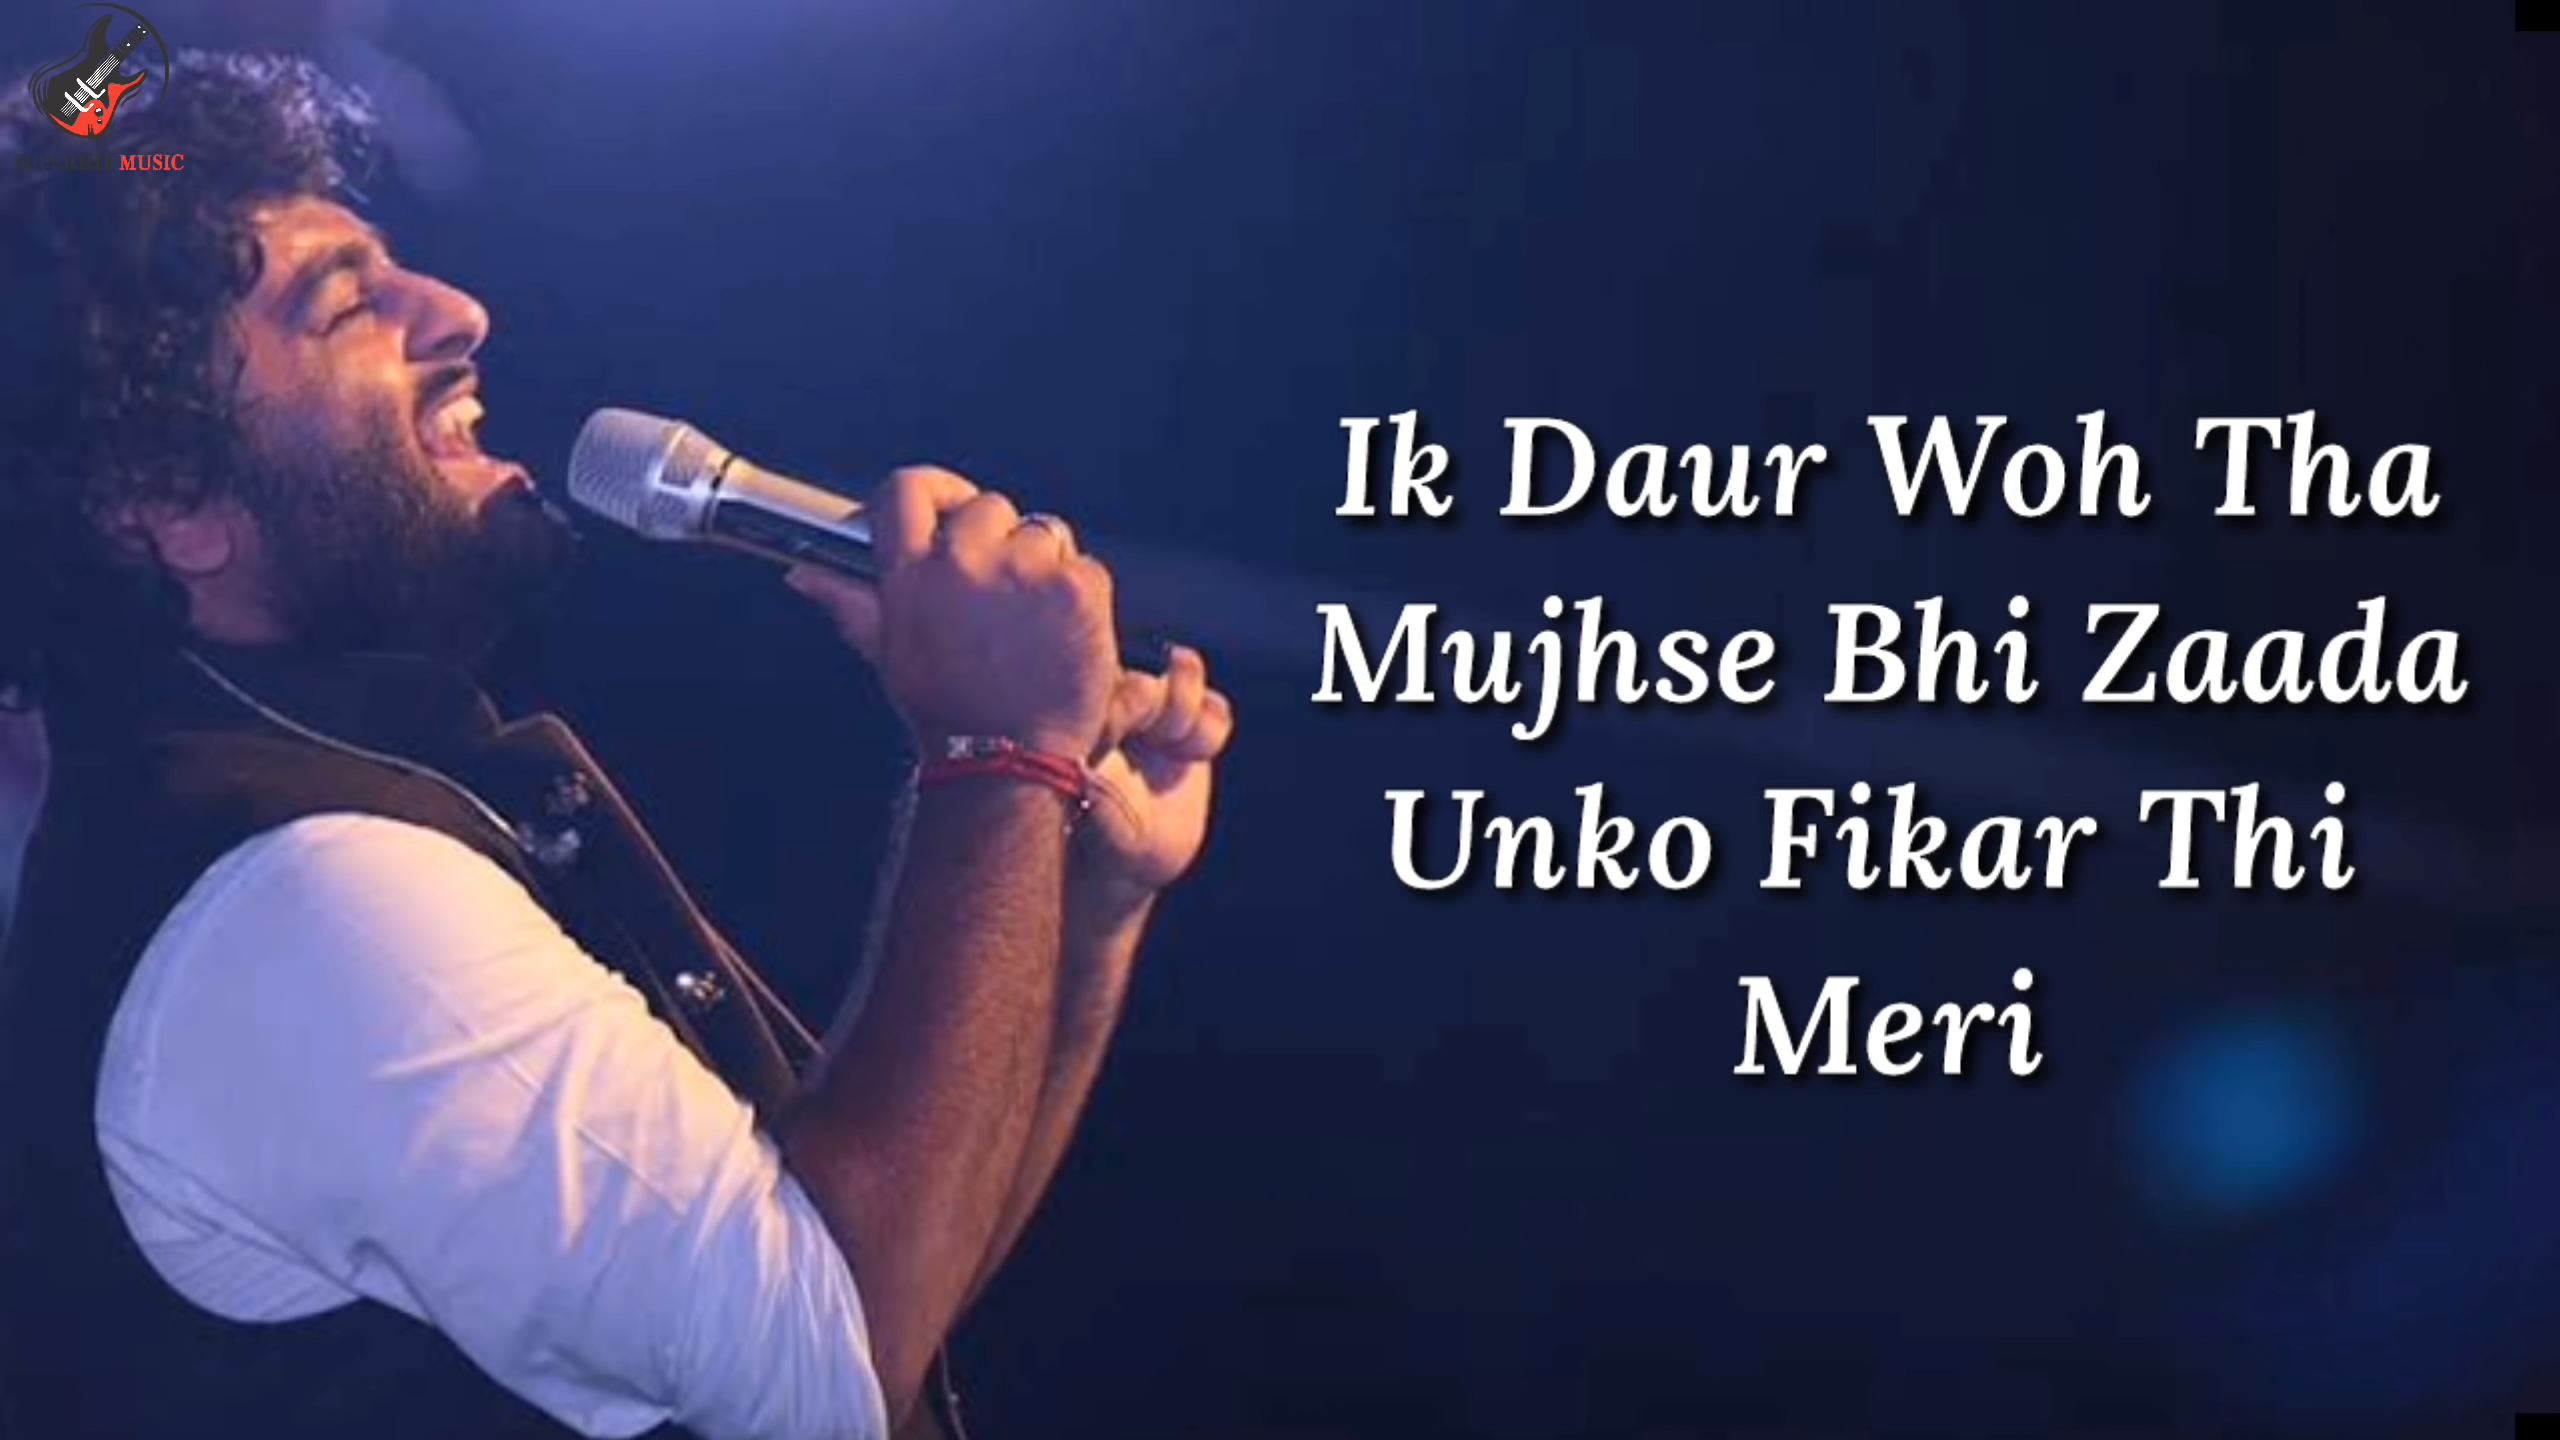 MUSIC
Ik Daur Woh Tha
Mujhse Bhi Zaada
Unko Fikar Thi
Meri